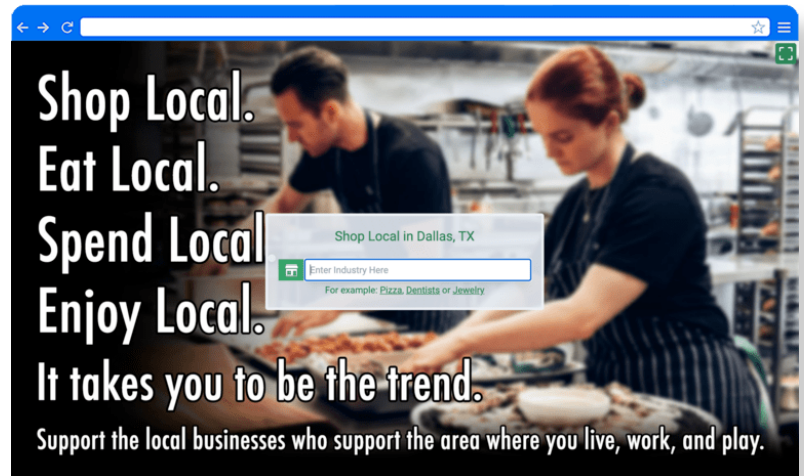 Shop Local.
Eat Local.
Spend Local
Enjoy Local.
Shop Local in Dallas, TX
Enter Industry Here
For example: Pizza, Dentists or Jewelry
It takes you to be the trend.
Support the local businesses who support the area where you live, work, and play.